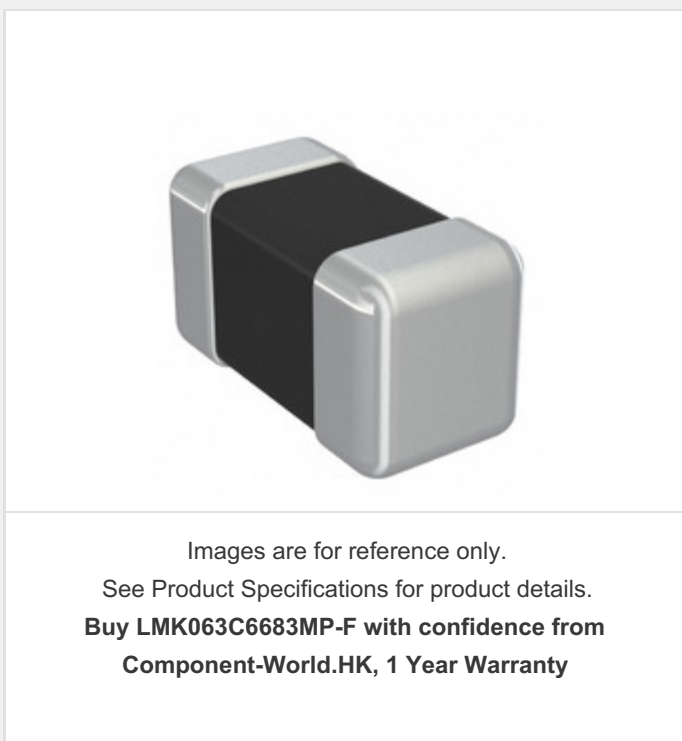 Images are for reference only.
See Product Specifications for product details.
Buy LMK063C6683MP-F with confidence from
Component-World.HK, 1 Year Warranty